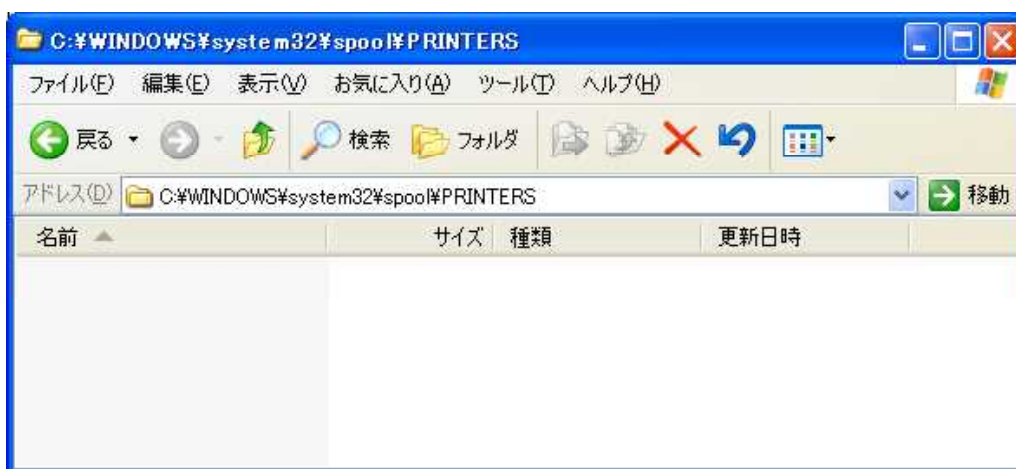 C:¥WINDOWS¥system32¥spool¥PRINTERS
ファイル(F) 編集(E) 表示(V) お気に入り(A) ツール(T) ヘルプ(H)
戻る 検索 フォルダ
アドレス(D) C:¥WINDOWS¥system32¥spool¥PRINTERS 移動
名前 サイズ 種類 更新日時